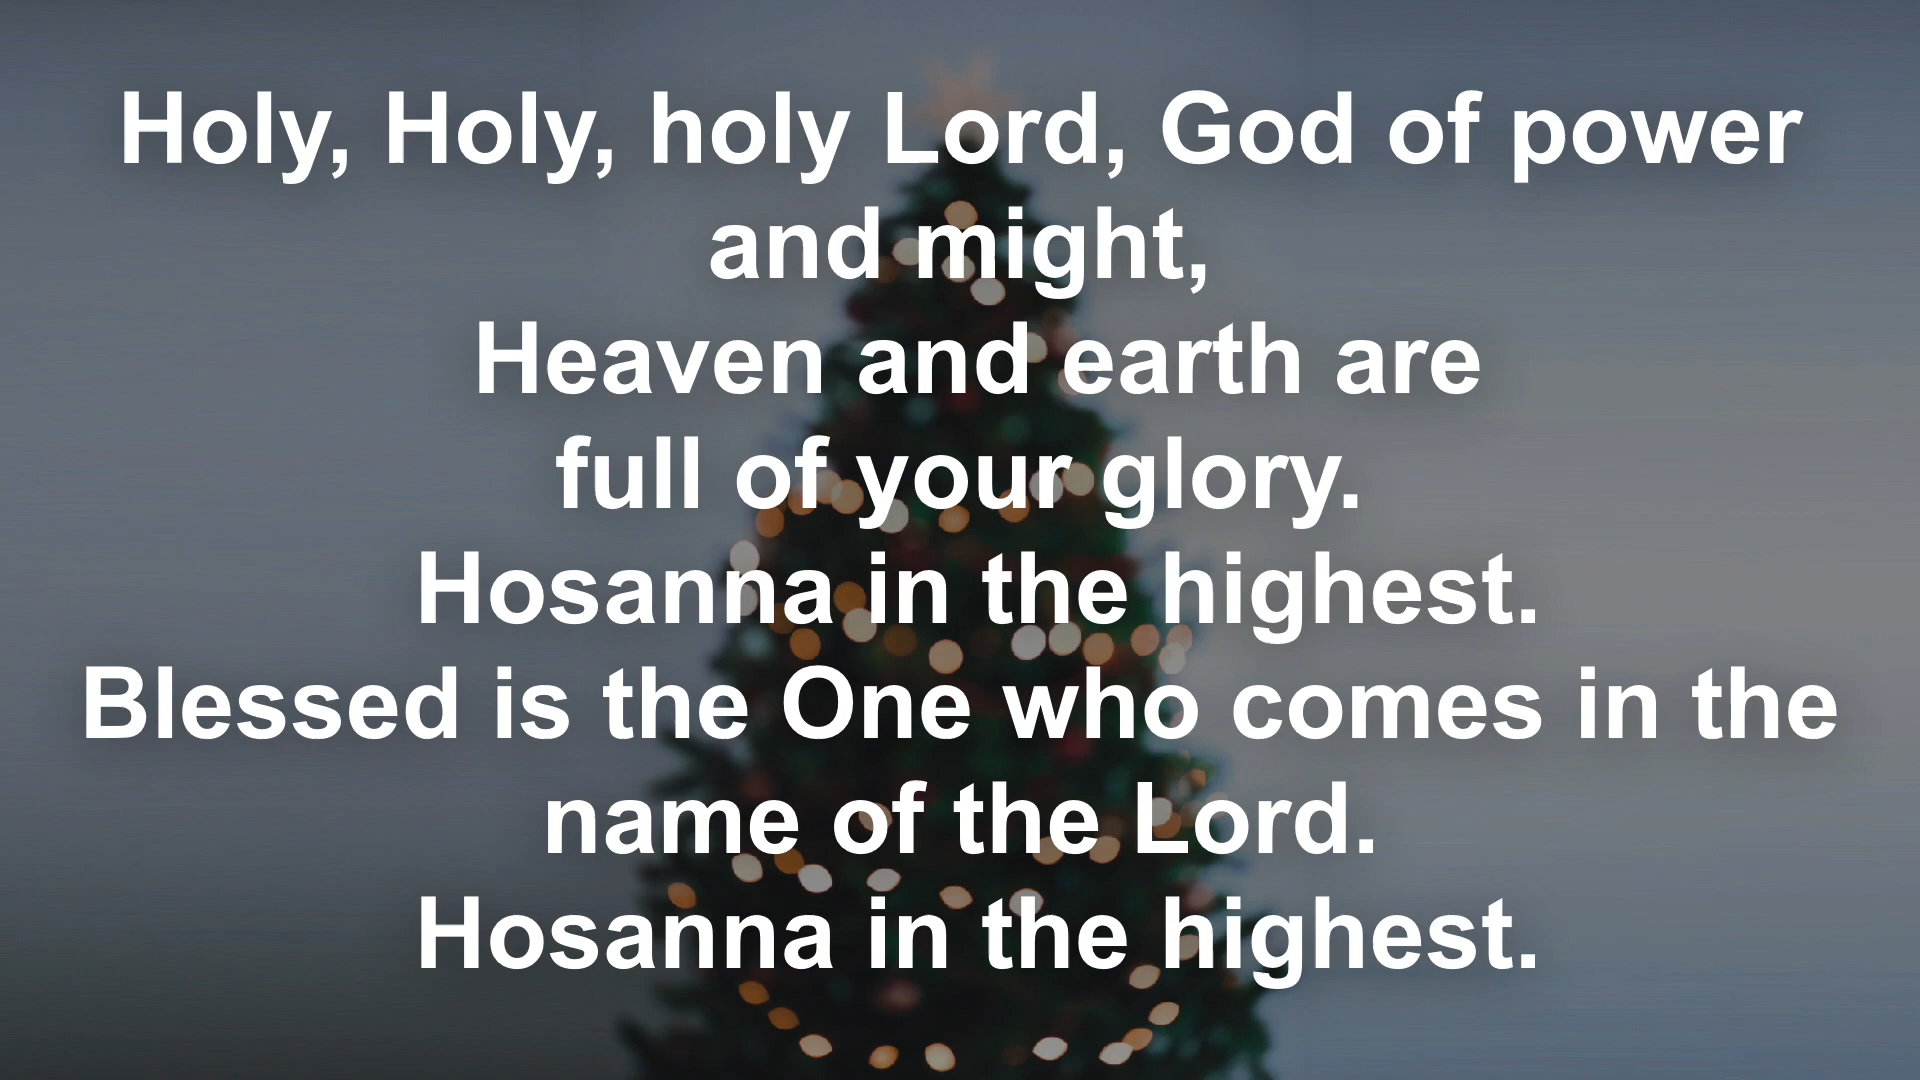 Holy, Holy, holy Lord, God of power
and might,
Heaven and earth are
full of your glory.
Hosanna in the highest.
Blessed is the One who comes in the
name of the Lord.
Hosanna in the highest.